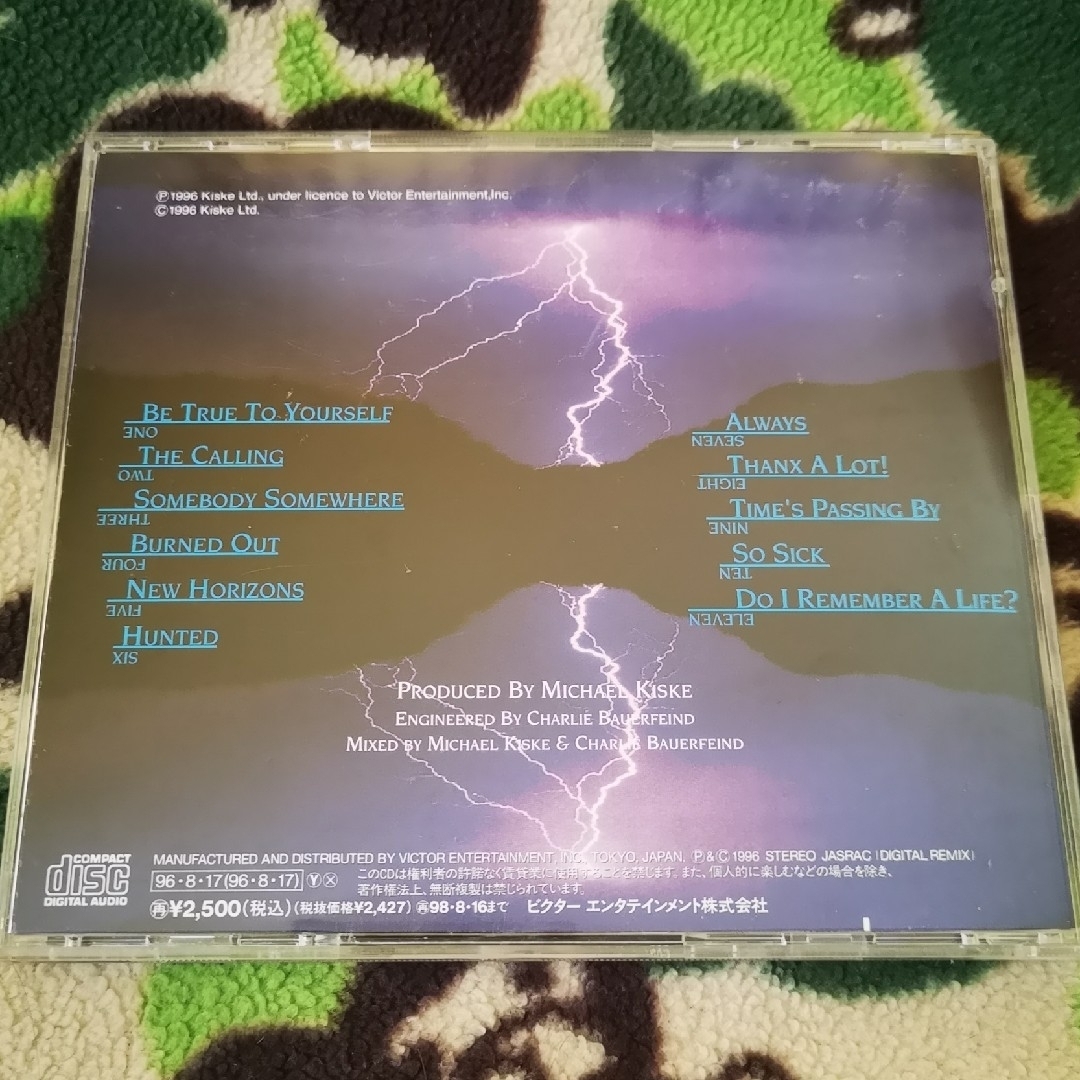 Ⓟ1996 Kiske Ltd., under licence to Victor Entertainment,Inc.
Ⓒ1996 Kiske Ltd.
BE TRUE TO YOURSELF
ONE
THE CALLING
TWO
SOMEBODY SOMEWHERE
THREE
BURNED OUT
FOUR
NEW HORIZONS
FIVE
HUNTED
SIX
ALWAYS
SEVEN
THANX A LOT!
EIGHT
TIME'S PASSING BY
NINE
SO SICK
TEN
DO I REMEMBER A LIFE?
ELEVEN
PRODUCED BY MICHAEL KISKE
ENGINEERED BY CHARLIE BAUERFEIND
MIXED BY MICHAEL KISKE & CHARLIE BAUERFEIND
COMPACT
disc
DIGITAL AUDIO
MANUFACTURED AND DISTRIBUTED BY VICTOR ENTERTAINMENT, INC., TOKYO, JAPAN. Ⓟ&Ⓒ 1996 STEREO JASRAC (DIGITAL REMIX)
96・8・17(96・8・17) Ⓨ Ⓧ
このCDは権利者の許諾なく賃貸業に使用することを禁じます。また、個人的に楽しむなどの場合を除き、
著作権法上、無断複製は禁じられています。
㊢¥2,500(税込)(税抜価格¥2,427) ㊢98・8・16まで ビクター エンタテインメント株式会社